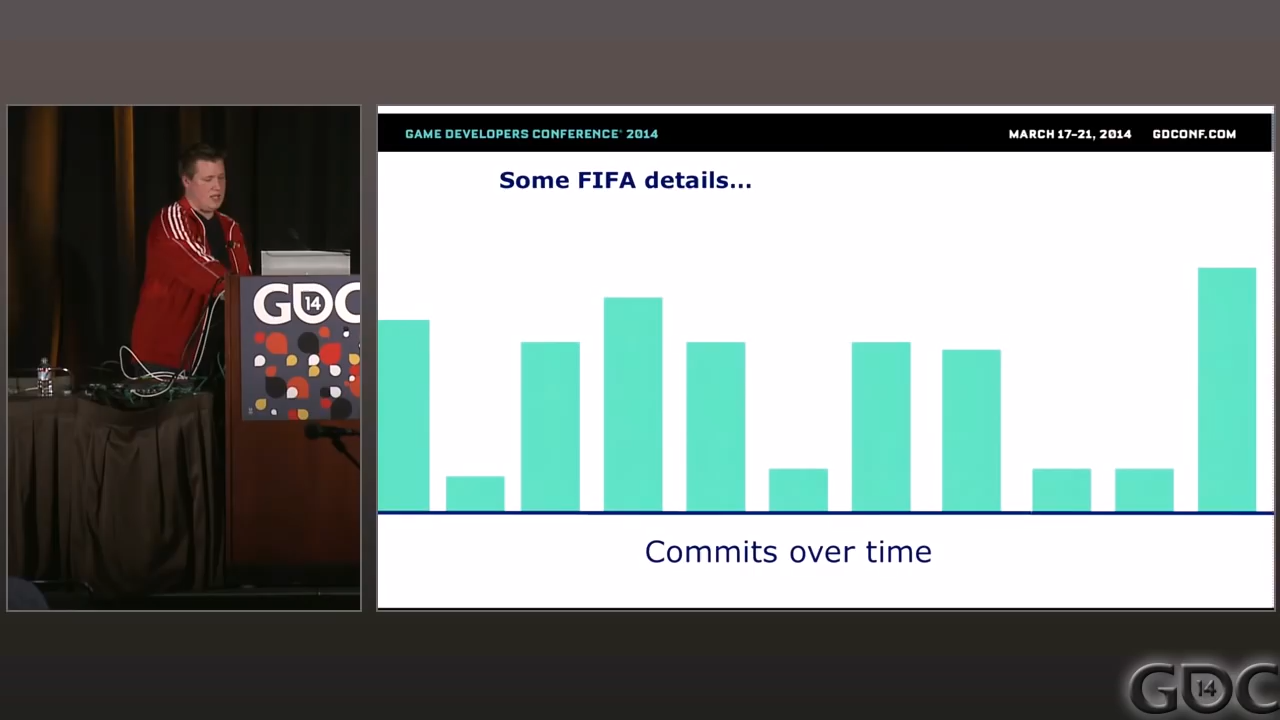 GAME DEVELOPERS CONFERENCE® 2014
MARCH 17-21, 2014 GDCONF.COM
Some FIFA details...
GDC
14
Commits over time
GDC
14